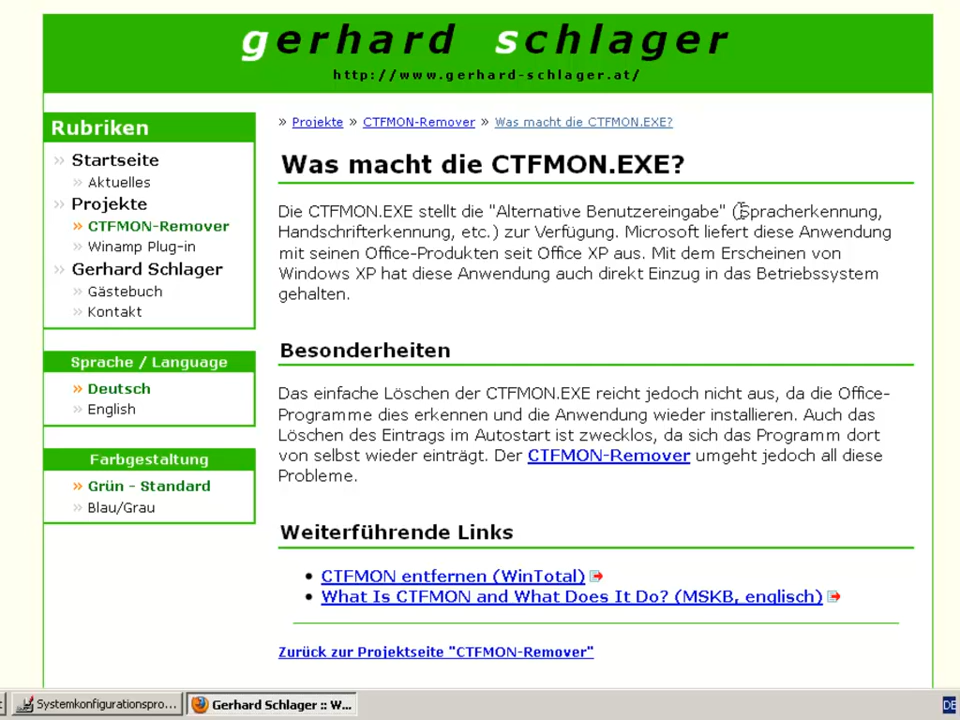 gerhard schlager
http://www.gerhard-schlager.at/
Rubriken
» Startseite
» Aktuelles
» Projekte
» CTFMON-Remover
» Winamp Plug-in
» Gerhard Schlager
» Gästebuch
» Kontakt
Sprache / Language
» Deutsch
» English
Farbgestaltung
» Grün - Standard
» Blau/Grau
» Projekte » CTFMON-Remover » Was macht die CTFMON.EXE?
Was macht die CTFMON.EXE?
Die CTFMON.EXE stellt die "Alternative Benutzereingabe" (Spracherkennung,
Handschrifterkennung, etc.) zur Verfügung. Microsoft liefert diese Anwendung
mit seinen Office-Produkten seit Office XP aus. Mit dem Erscheinen von
Windows XP hat diese Anwendung auch direkt Einzug in das Betriebssystem
gehalten.
Besonderheiten
Das einfache Löschen der CTFMON.EXE reicht jedoch nicht aus, da die Office-
Programme dies erkennen und die Anwendung wieder installieren. Auch das
Löschen des Eintrags im Autostart ist zwecklos, da sich das Programm dort
von selbst wieder einträgt. Der CTFMON-Remover umgeht jedoch all diese
Probleme.
Weiterführende Links
• CTFMON entfernen (WinTotal)
• What Is CTFMON and What Does It Do? (MSKB, englisch)
Zurück zur Projektseite "CTFMON-Remover"
Systemkonfigurationspro... Gerhard Schlager :: W... DE